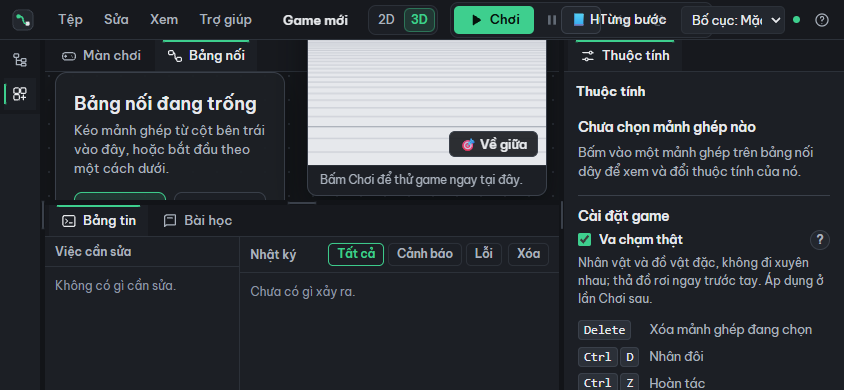 Tệp Sửa Xem Trợ giúp Game mới 2D 3D Chơi Từng bước Bố cục: Mặc
Màn chơi Bảng nối Thuộc tính
Bảng nối đang trống
Kéo mảnh ghép từ cột bên trái
vào đây, hoặc bắt đầu theo
một cách dưới.
Về giữa
Bấm Chơi để thử game ngay tại đây.
Bảng tin Bài học
Việc cần sửa
Không có gì cần sửa.
Nhật ký Tất cả Cảnh báo Lỗi Xóa
Chưa có gì xảy ra.
Thuộc tính
Chưa chọn mảnh ghép nào
Bấm vào một mảnh ghép trên bảng nối
dây để xem và đổi thuộc tính của nó.
Cài đặt game
Va chạm thật ?
Nhân vật và đồ vật đặc, không đi xuyên
nhau; thả đồ rơi ngay trước tay. Áp dụng ở
lần Chơi sau.
Delete Xóa mảnh ghép đang chọn
Ctrl D Nhân đôi
Ctrl Z Hoàn tác